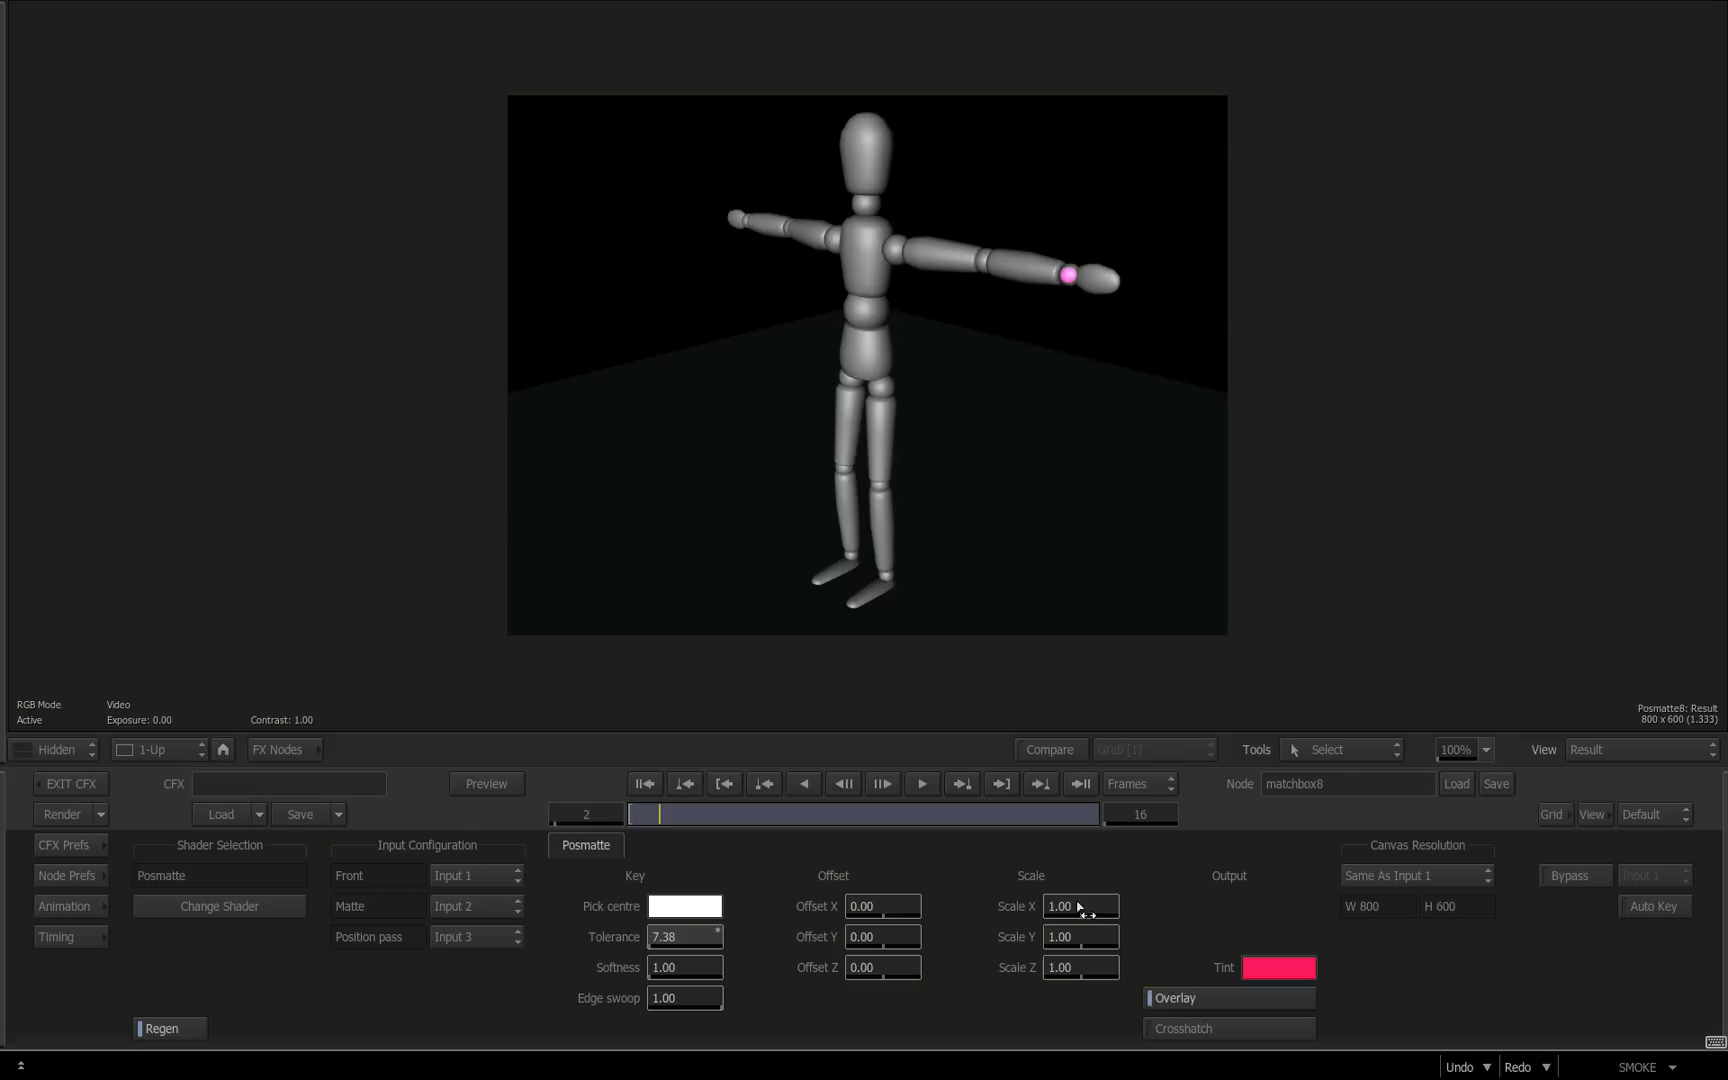 RGB Mode Video
Active Exposure: 0.00 Contrast: 1.00
Posmatte8: Result
800 x 600 (1.333)
Hidden 1-Up FX Nodes Compare Grab [1] Tools Select 100% View Result
EXIT CFX CFX Preview Frames Node matchbox8 Load Save
Render Load Save 2 16 Grid View Default
CFX Prefs Shader Selection Input Configuration Posmatte Canvas Resolution
Node Prefs Posmatte Front Input 1 Key Offset Scale Output Same As Input 1 Bypass Input 1
Animation Change Shader Matte Input 2 Pick centre Offset X 0.00 Scale X 1.00 W 800 H 600 Auto Key
Timing Position pass Input 3 Tolerance 7.38 * Offset Y 0.00 Scale Y 1.00
Softness 1.00 Offset Z 0.00 Scale Z 1.00 Tint
Edge swoop 1.00 Overlay
Regen Crosshatch
Undo Redo SMOKE